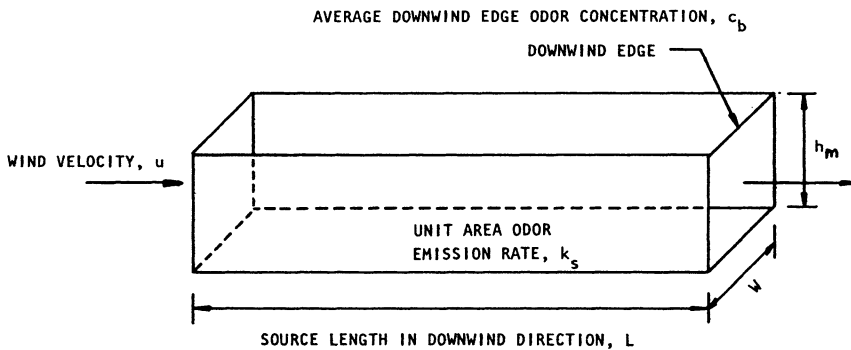 AVERAGE DOWNWIND EDGE ODOR CONCENTRATION, c_b
DOWNWIND EDGE
WIND VELOCITY, u
h_m
UNIT AREA ODOR
EMISSION RATE, k_s
W
SOURCE LENGTH IN DOWNWIND DIRECTION, L